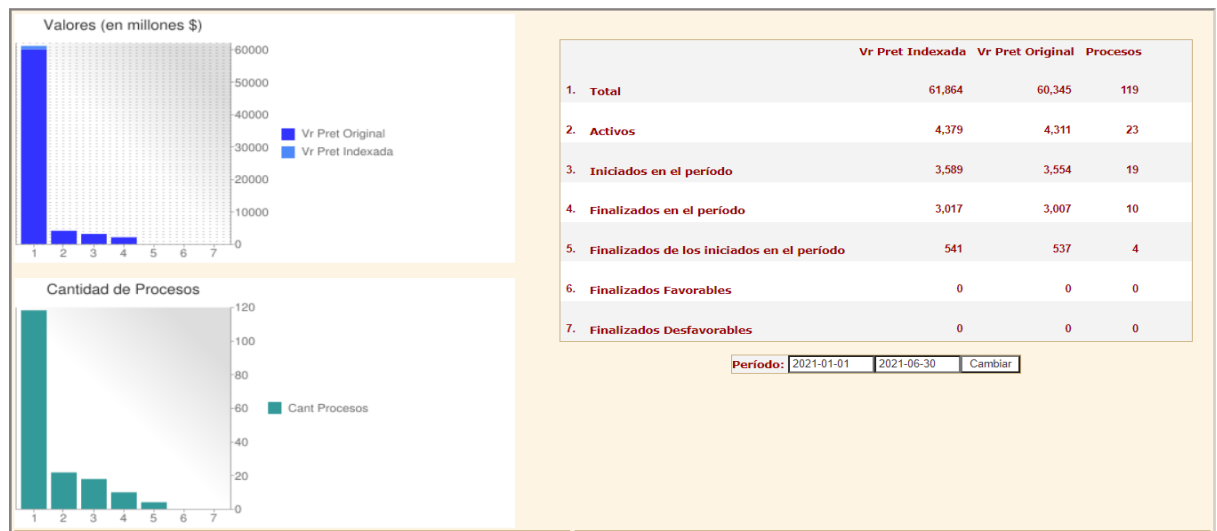 Valores (en millones $)
60000
50000
40000
30000
20000
10000
0
1 2 3 4 5 6 7
Vr Pret Original
Vr Pret Indexada
Cantidad de Procesos
120
100
80
60
40
20
0
1 2 3 4 5 6 7
Cant Procesos
Vr Pret Indexada Vr Pret Original Procesos
1. Total 61,864 60,345 119
2. Activos 4,379 4,311 23
3. Iniciados en el período 3,589 3,554 19
4. Finalizados en el período 3,017 3,007 10
5. Finalizados de los iniciados en el período 541 537 4
6. Finalizados Favorables 0 0 0
7. Finalizados Desfavorables 0 0 0
Período: 2021-01-01 2021-06-30 Cambiar